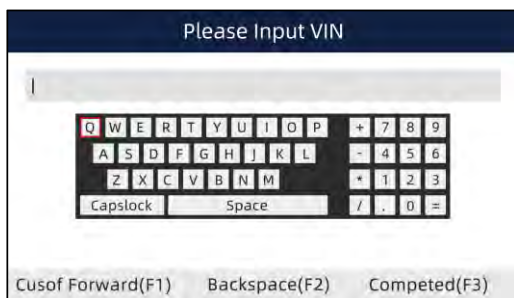 Please Input VIN
Q W E R T Y U I O P + 7 8 9
A S D F G H J K L - 4 5 6
Z X C V B N M * 1 2 3
Capslock Space / . 0 =
Cusof Forward(F1) Backspace(F2) Competed(F3)